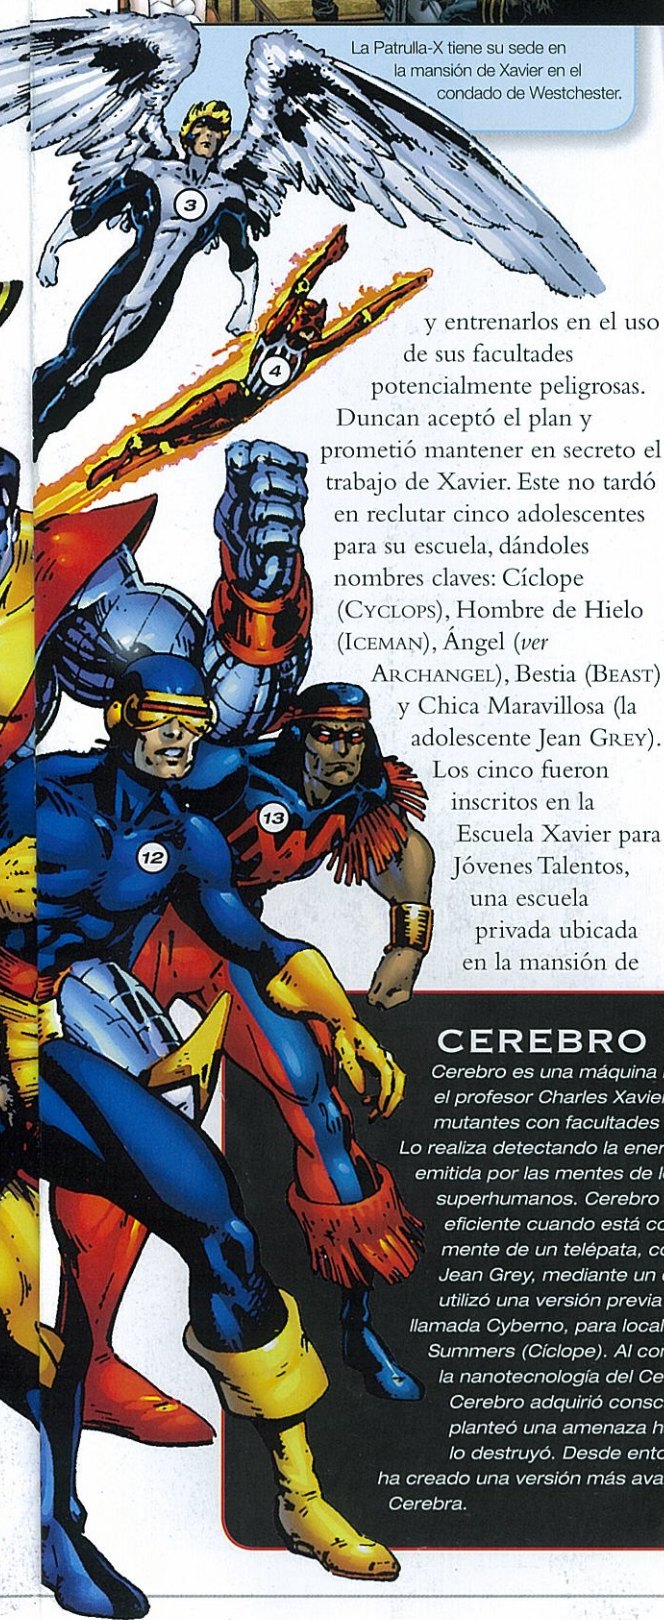 La Patrulla-X tiene su sede en
la mansión de Xavier en el
condado de Westchester.
3
4
y entrenarlos en el uso
de sus facultades
potencialmente peligrosas.
Duncan aceptó el plan y
prometió mantener en secreto el
trabajo de Xavier. Este no tardó
en reclutar cinco adolescentes
para su escuela, dándoles
nombres claves: Cíclope
(CYCLOPS), Hombre de Hielo
(ICEMAN), Ángel (ver
ARCHANGEL), Bestia (BEAST)
y Chica Maravillosa (la
adolescente Jean GREY).
Los cinco fueron
inscritos en la
Escuela Xavier para
Jóvenes Talentos,
una escuela
privada ubicada
en la mansión de
13
12
CEREBRO
Cerebro es una máquina
el profesor Charles Xavier
mutantes con facultades
Lo realiza detectando la
emitida por las mentes de
superhumanos. Cerebro
eficiente cuando está
mente de un telépata,
Jean Grey, mediante un
utilizó una versión previa
llamada Cyberno, para
Summers (Cíclope). Al
la nanotecnología del
Cerebro adquirió
planteó una amenaza
lo destruyó. Desde
ha creado una versión más
Cerebra.